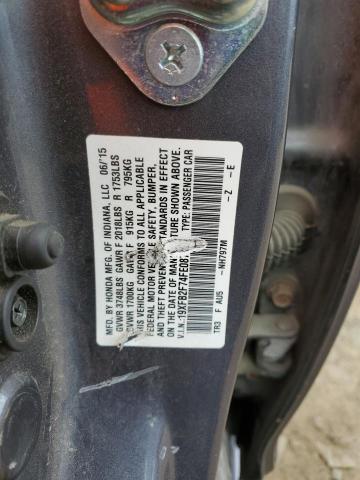 MFD. BY HONDA MFG. OF INDIANA, LLC 06/'15
GVWR 3748LBS GAWR F 2018LBS R 1753LBS
GVWR 1700KG F 915KG R 795KG
THIS VEHICLE CONFORMS TO ALL APPLICABLE
FEDERAL MOTOR VEHICLE SAFETY, BUMPER,
AND THEFT PREVENTION STANDARDS IN EFFECT
ON THE DATE OF MANUFACTURE SHOWN ABOVE.
V.I.N.:19XFB2F74FE08 TYPE: PASSENGER CAR
-NH797M -Z -E
TR3 F AU5